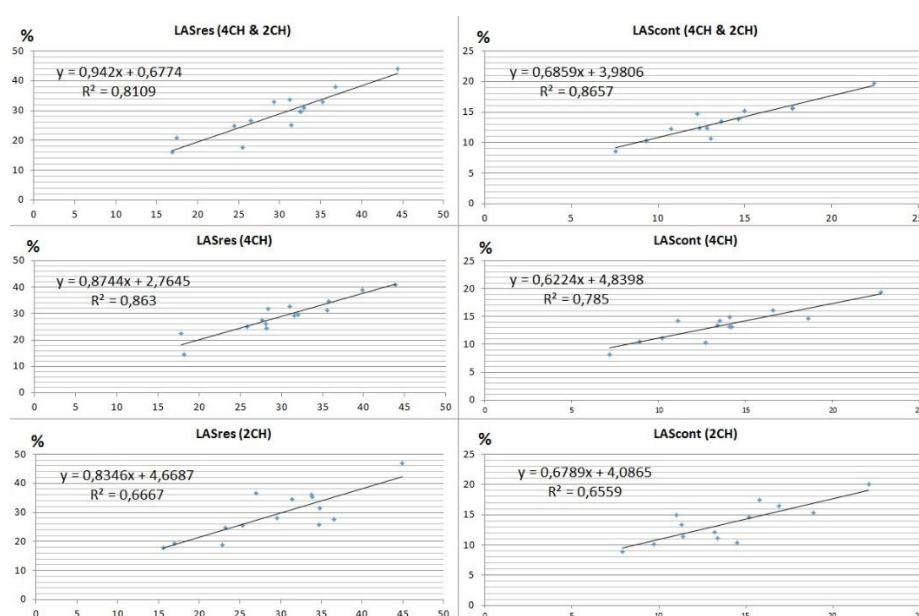 LASres (4CH & 2CH)
%
50
y = 0,942x + 0,6774
R² = 0,8109
40
30
20
10
0
0 5 10 15 20 25 30 35 40 45 50
LAScont (4CH & 2CH)
%
25
y = 0,6859x + 3,9806
R² = 0,8657
20
15
10
5
0
0 5 10 15 20 25
LASres (4CH)
%
50
y = 0,8744x + 2,7645
R² = 0,863
40
30
20
10
0
0 5 10 15 20 25 30 35 40 45 50
LAScont (4CH)
%
25
y = 0,6224x + 4,8398
R² = 0,785
20
15
10
5
0
0 5 10 15 20 25
LASres (2CH)
%
50
y = 0,8346x + 4,6687
R² = 0,6667
40
30
20
10
0
0 5 10 15 20 25 30 35 40 45 50
LAScont (2CH)
%
25
y = 0,6789x + 4,0865
R² = 0,6559
20
15
10
5
0
0 5 10 15 20 25